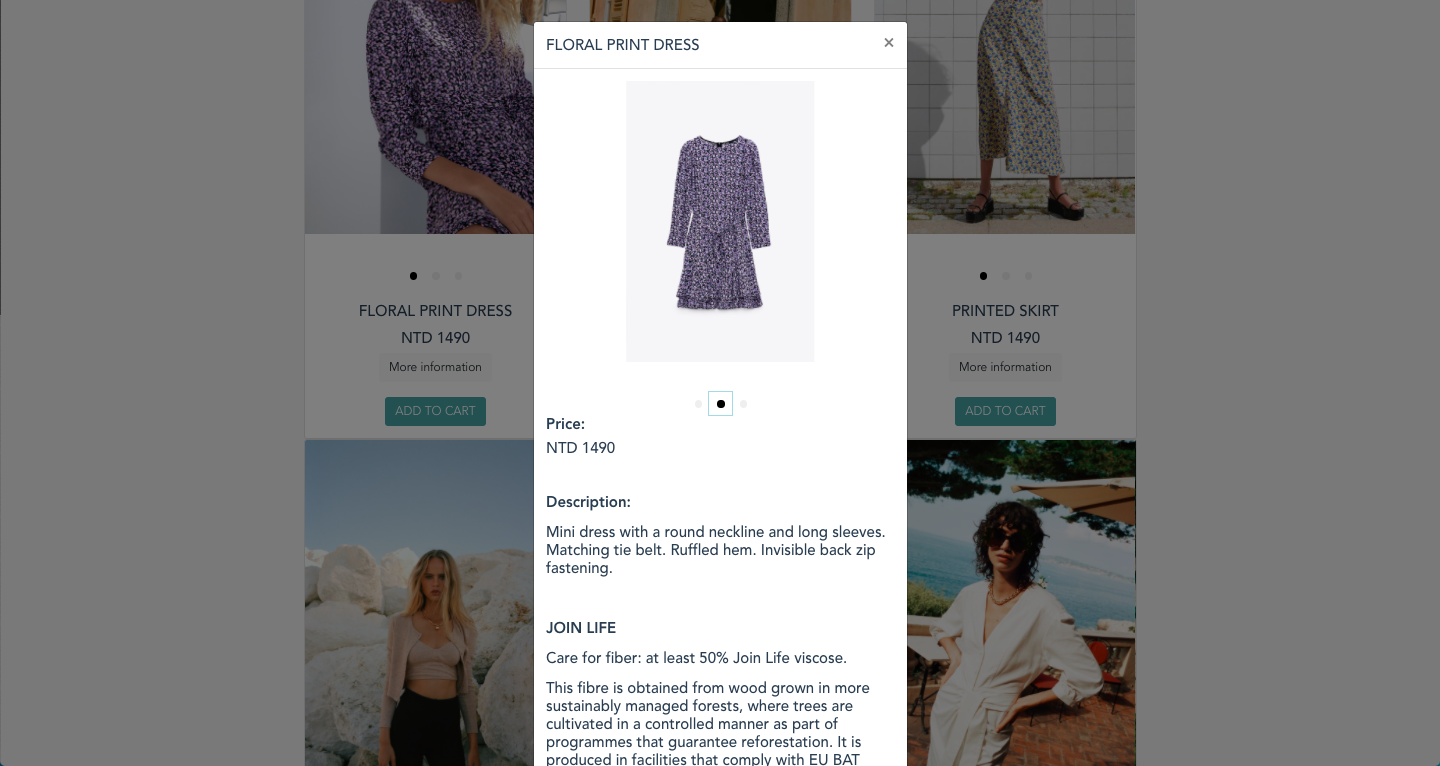 FLORAL PRINT DRESS
×
Price:
NTD 1490
Description:
Mini dress with a round neckline and long sleeves.
Matching tie belt. Ruffled hem. Invisible back zip
fastening.
JOIN LIFE
Care for fiber: at least 50% Join Life viscose.
This fibre is obtained from wood grown in more
sustainably managed forests, where trees are
cultivated in a controlled manner as part of
programmes that guarantee reforestation. It is
produced in facilities that comply with EU BAT
FLORAL PRINT DRESS
NTD 1490
More information
ADD TO CART
PRINTED SKIRT
NTD 1490
More information
ADD TO CART